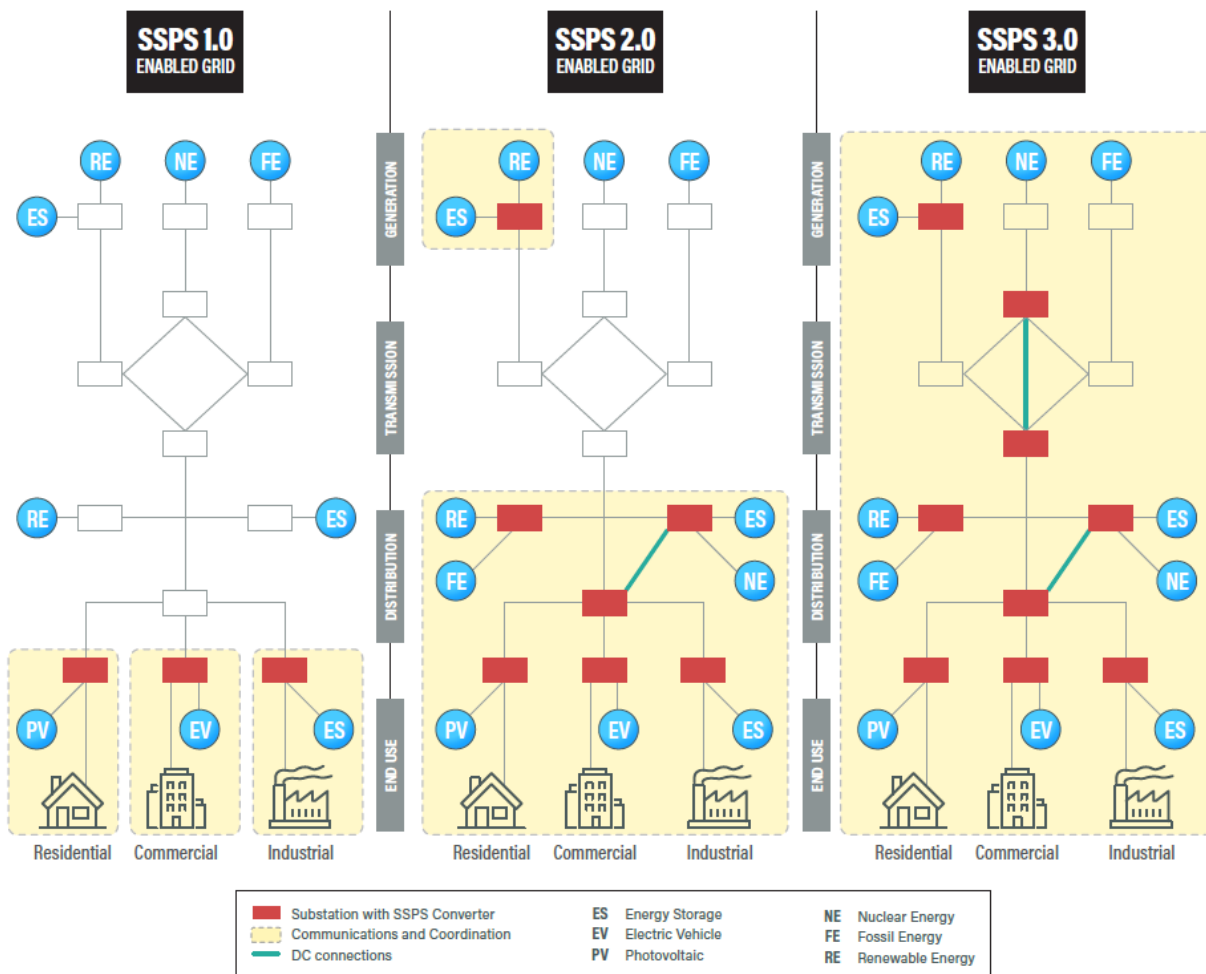 SSPS 1.0
ENABLED GRID
SSPS 2.0
ENABLED GRID
SSPS 3.0
ENABLED GRID
RE
NE
FE
ES
RE
ES
PV
EV
ES
Residential
Commercial
Industrial
GENERATION
TRANSMISSION
DISTRIBUTION
END USE
RE
NE
FE
ES
RE
ES
FE
NE
PV
EV
ES
Residential
Commercial
Industrial
GENERATION
TRANSMISSION
DISTRIBUTION
END USE
RE
NE
FE
ES
RE
ES
FE
NE
PV
EV
ES
Residential
Commercial
Industrial
Substation with SSPS Converter
Communications and Coordination
DC connections
ES Energy Storage
EV Electric Vehicle
PV Photovoltaic
NE Nuclear Energy
FE Fossil Energy
RE Renewable Energy